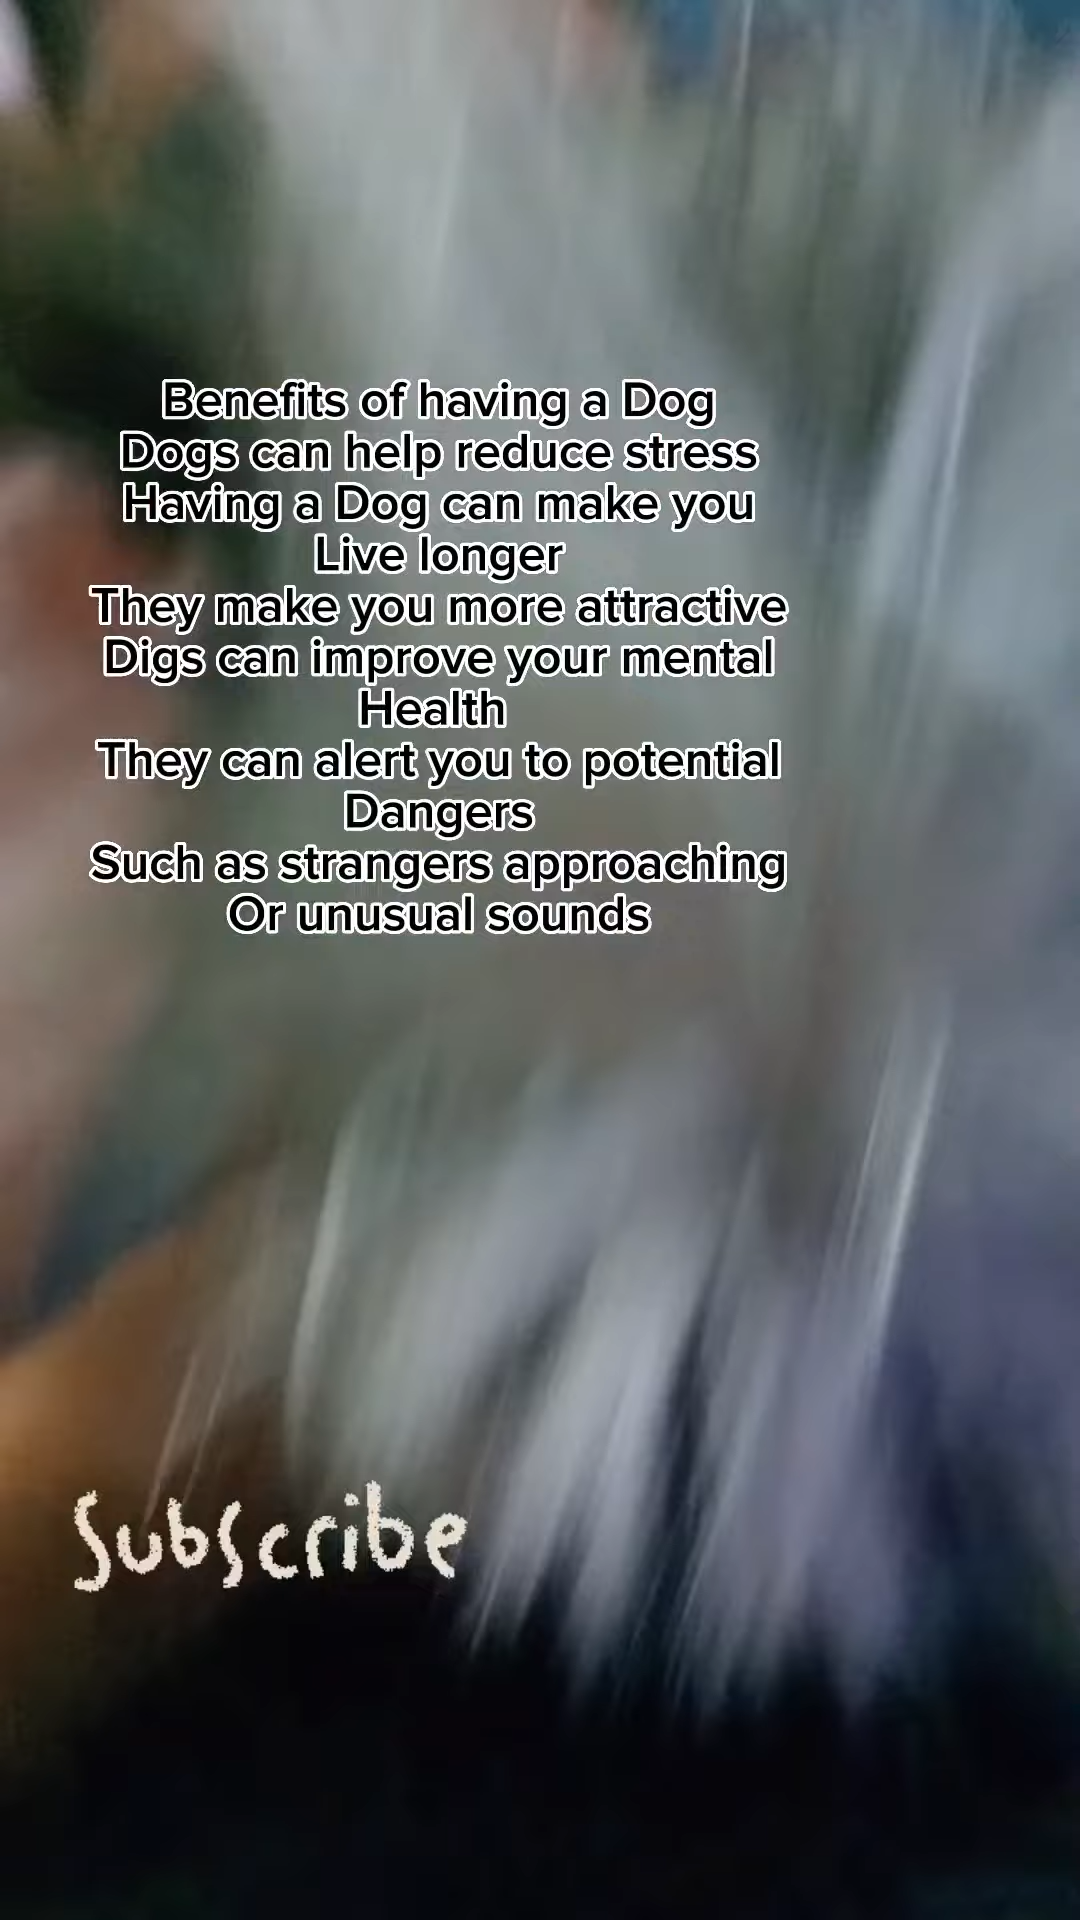 Benefits of having a Dog
Dogs can help reduce stress
Having a Dog can make you
Live longer
They make you more attractive
Digs can improve your mental
Health
They can alert you to potential
Dangers
Such as strangers approaching
Or unusual sounds
Subscribe